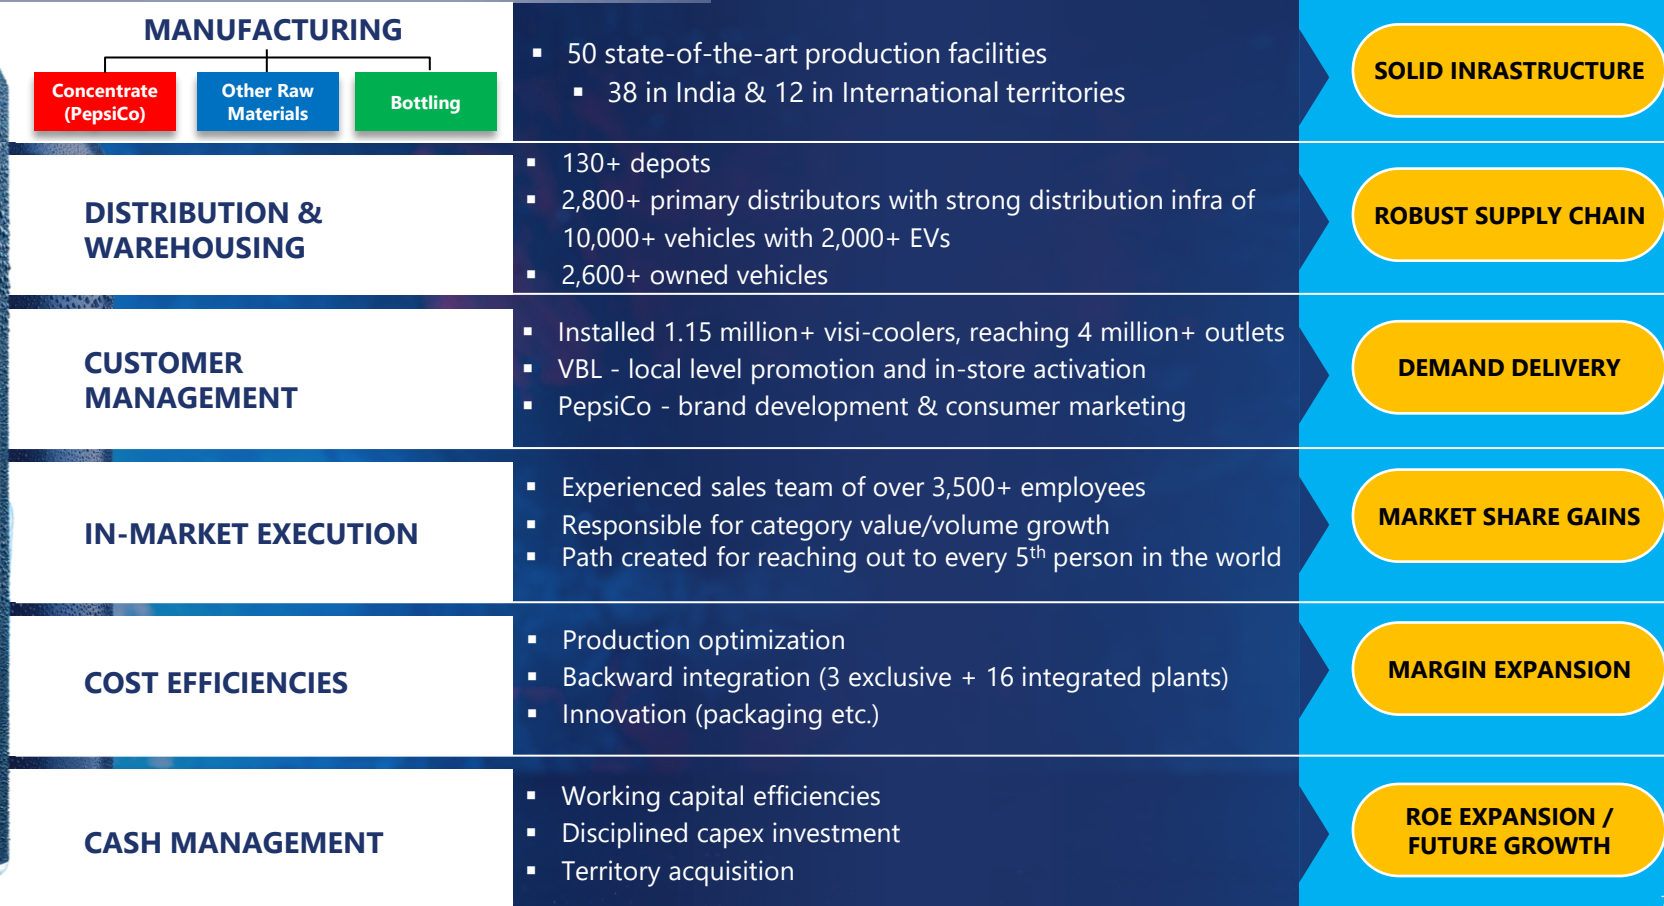 MANUFACTURING
Concentrate
(PepsiCo)
Other Raw
Materials
Bottling
▪ 50 state-of-the-art production facilities
▪ 38 in India & 12 in International territories
SOLID INRASTRUCTURE
DISTRIBUTION &
WAREHOUSING
▪ 130+ depots
▪ 2,800+ primary distributors with strong distribution infra of
10,000+ vehicles with 2,000+ EVs
▪ 2,600+ owned vehicles
ROBUST SUPPLY CHAIN
CUSTOMER
MANAGEMENT
▪ Installed 1.15 million+ visi-coolers, reaching 4 million+ outlets
▪ VBL - local level promotion and in-store activation
▪ PepsiCo - brand development & consumer marketing
DEMAND DELIVERY
IN-MARKET EXECUTION
▪ Experienced sales team of over 3,500+ employees
▪ Responsible for category value/volume growth
▪ Path created for reaching out to every 5th person in the world
MARKET SHARE GAINS
COST EFFICIENCIES
▪ Production optimization
▪ Backward integration (3 exclusive + 16 integrated plants)
▪ Innovation (packaging etc.)
MARGIN EXPANSION
CASH MANAGEMENT
▪ Working capital efficiencies
▪ Disciplined capex investment
▪ Territory acquisition
ROE EXPANSION /
FUTURE GROWTH